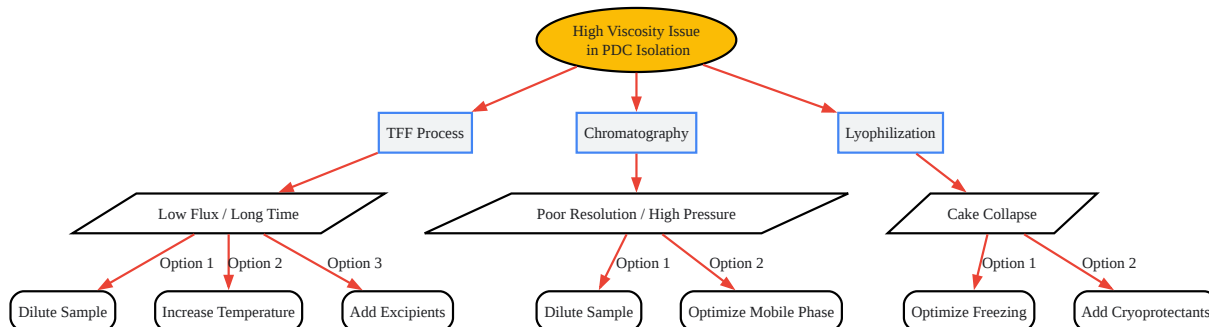 High Viscosity Issue
in PDC Isolation
TFF Process
Chromatography
Lyophilization
Low Flux / Long Time
Poor Resolution / High Pressure
Cake Collapse
Option 1
Option 2
Option 3
Option 1
Option 2
Option 1
Option 2
Dilute Sample
Increase Temperature
Add Excipients
Dilute Sample
Optimize Mobile Phase
Optimize Freezing
Add Cryoprotectants